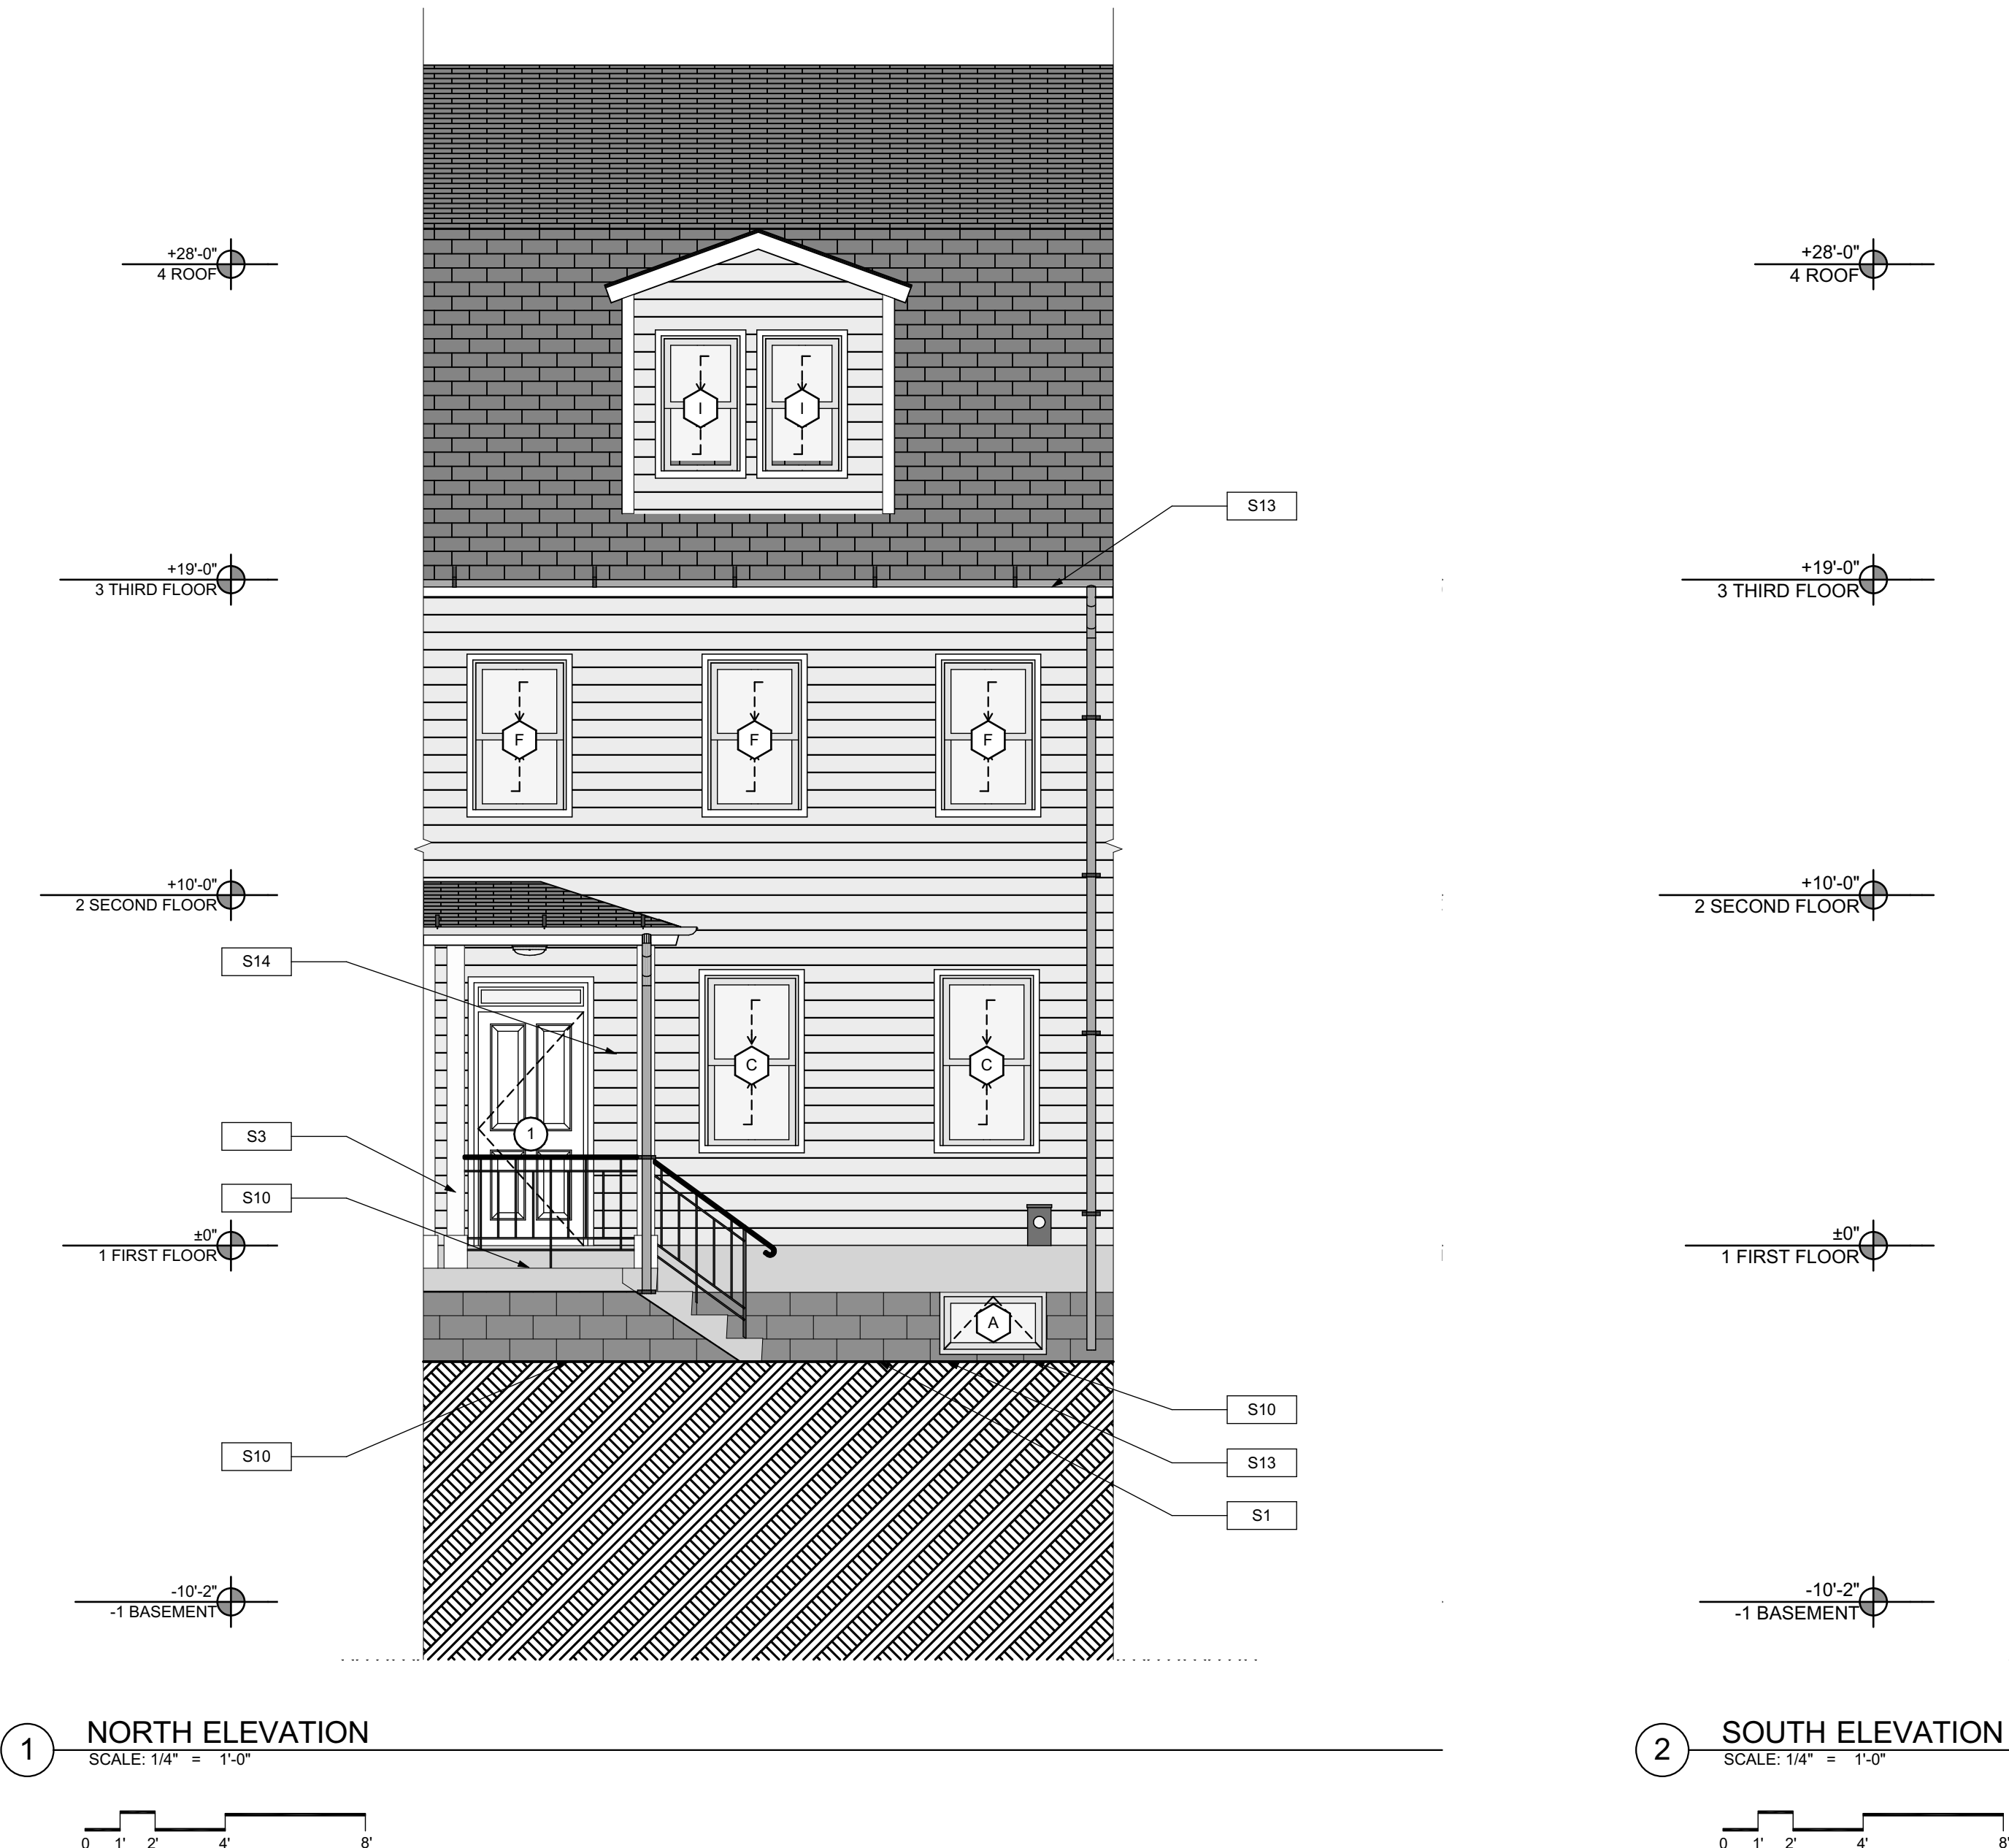 +28'-0"
4 ROOF
+28'-0"
4 ROOF
I
I
S13
+19'-0"
3 THIRD FLOOR
+19'-0"
3 THIRD FLOOR
F
F
F
+10'-0"
2 SECOND FLOOR
+10'-0"
2 SECOND FLOOR
S14
C
C
1
S3
S10
±0"
1 FIRST FLOOR
±0"
1 FIRST FLOOR
A
S10
S10
S13
S1
-10'-2"
-1 BASEMENT
-10'-2"
-1 BASEMENT
1
NORTH ELEVATION
SCALE: 1/4" = 1'-0"
0 1' 2' 4' 8'
2
SOUTH ELEVATION
SCALE: 1/4" = 1'-0"
0 1' 2' 4' 8'